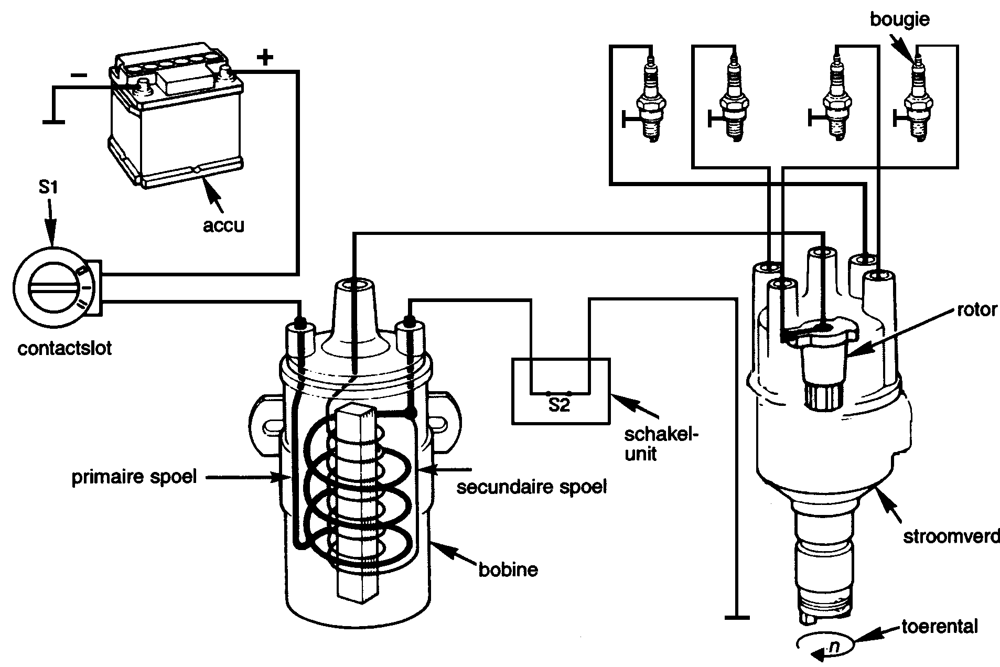 bougie
+
−
S1
accu
contactslot
rotor
S2
schakel-
unit
primaire spoel
secundaire spoel
stroomverd
bobine
toerental
n